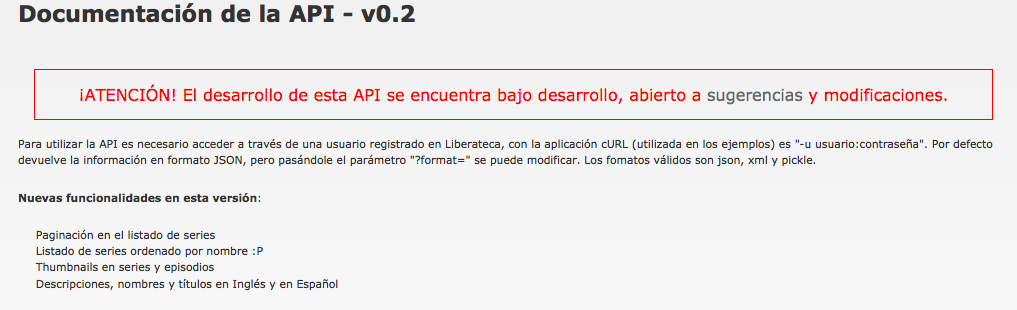 Documentación de la API - v0.2
¡ATENCIÓN! El desarrollo de esta API se encuentra bajo desarrollo, abierto a sugerencias y modificaciones.
Para utilizar la API es necesario acceder a través de una usuario registrado en Liberateca, con la aplicación cURL (utilizada en los ejemplos) es "-u usuario:contraseña". Por defecto
devuelve la información en formato JSON, pero pasándole el parámetro "?format=" se puede modificar. Los fomatos válidos son json, xml y pickle.
Nuevas funcionalidades en esta versión:
Paginación en el listado de series
Listado de series ordenado por nombre :P
Thumbnails en series y episodios
Descripciones, nombres y títulos en Inglés y en Español